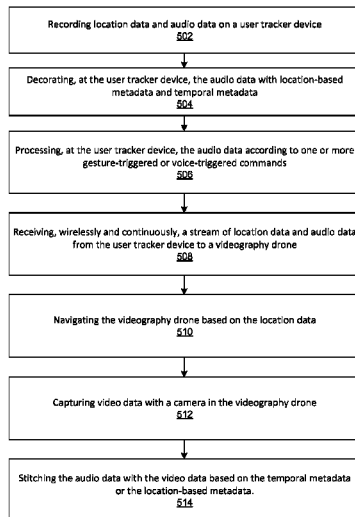 Recording location data and audio data on a user tracker device
502
Decorating, at the user tracker device, the audio data with location-based
metadata and temporal metadata
504
Processing, at the user tracker device, the audio data according to one or more
gesture-triggered or voice-triggered commands
506
Receiving, wirelessly and continuously, a stream of location data and audio data
from the user tracker device to a videography drone
508
Navigating the videography drone based on the location data
510
Capturing video data with a camera in the videography drone
512
Stitching the audio data with the video data based on the temporal metadata
or the location-based metadata.
514